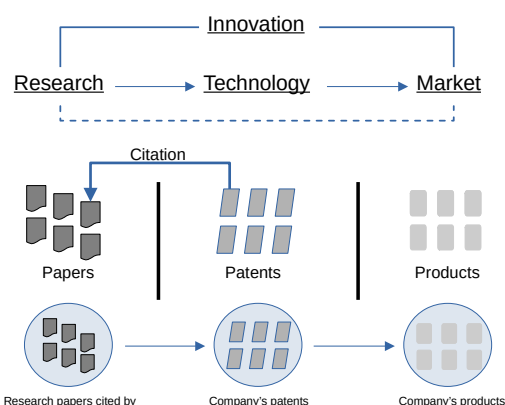 Innovation
Research
Technology
Market
Citation
Papers
Patents
Products
Research papers cited by
Company's patents
Company's products